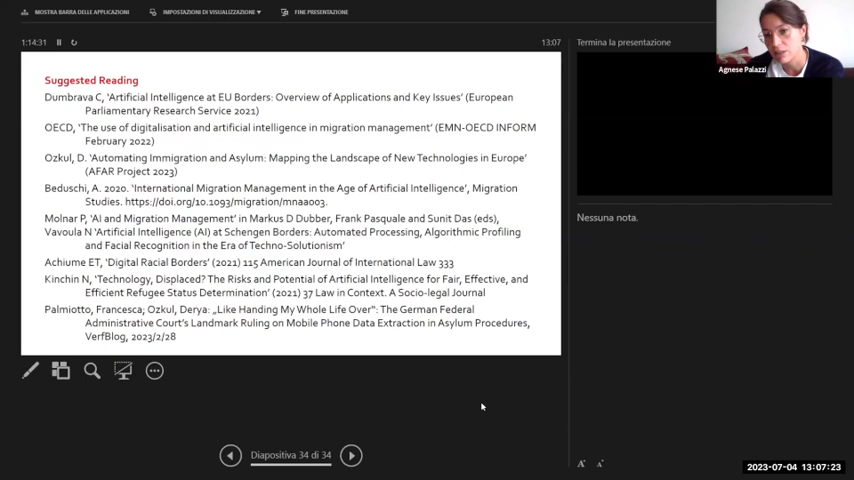 MOSTRA BARRA DELLE APPLICAZIONI
IMPOSTAZIONI DI VISUALIZZAZIONE
FINE PRESENTAZIONE
1:14:31
13:07
Termina la presentazione
Agnese Palazzi
Suggested Reading
Dumbrava C, ‘Artificial Intelligence at EU Borders: Overview of Applications and Key Issues’ (European
Parliamentary Research Service 2021)
OECD, ‘The use of digitalisation and artificial intelligence in migration management’ (EMN-OECD INFORM
February 2022)
Ozkul, D. ‘Automating Immigration and Asylum: Mapping the Landscape of New Technologies in Europe’
(AFAR Project 2023)
Beduschi, A. 2020. ‘International Migration Management in the Age of Artificial Intelligence’, Migration
Studies. https://doi.org/10.1093/migration/mnaa003.
Molnar P, ‘AI and Migration Management’ in Markus D Dubber, Frank Pasquale and Sunit Das (eds),
Vavoula N ‘Artificial Intelligence (AI) at Schengen Borders: Automated Processing, Algorithmic Profiling
and Facial Recognition in the Era of Techno-Solutionism’
Achiume ET, ‘Digital Racial Borders’ (2021) 115 American Journal of International Law 333
Kinchin N, ‘Technology, Displaced? The Risks and Potential of Artificial Intelligence for Fair, Effective, and
Efficient Refugee Status Determination’ (2021) 37 Law in Context. A Socio-legal Journal
Palmiotto, Francesca; Ozkul, Derya: „Like Handing My Whole Life Over“: The German Federal
Administrative Court’s Landmark Ruling on Mobile Phone Data Extraction in Asylum Procedures,
VerfBlog, 2023/2/28
Nessuna nota.
Diapositiva 34 di 34
A A
2023-07-04 13:07:23